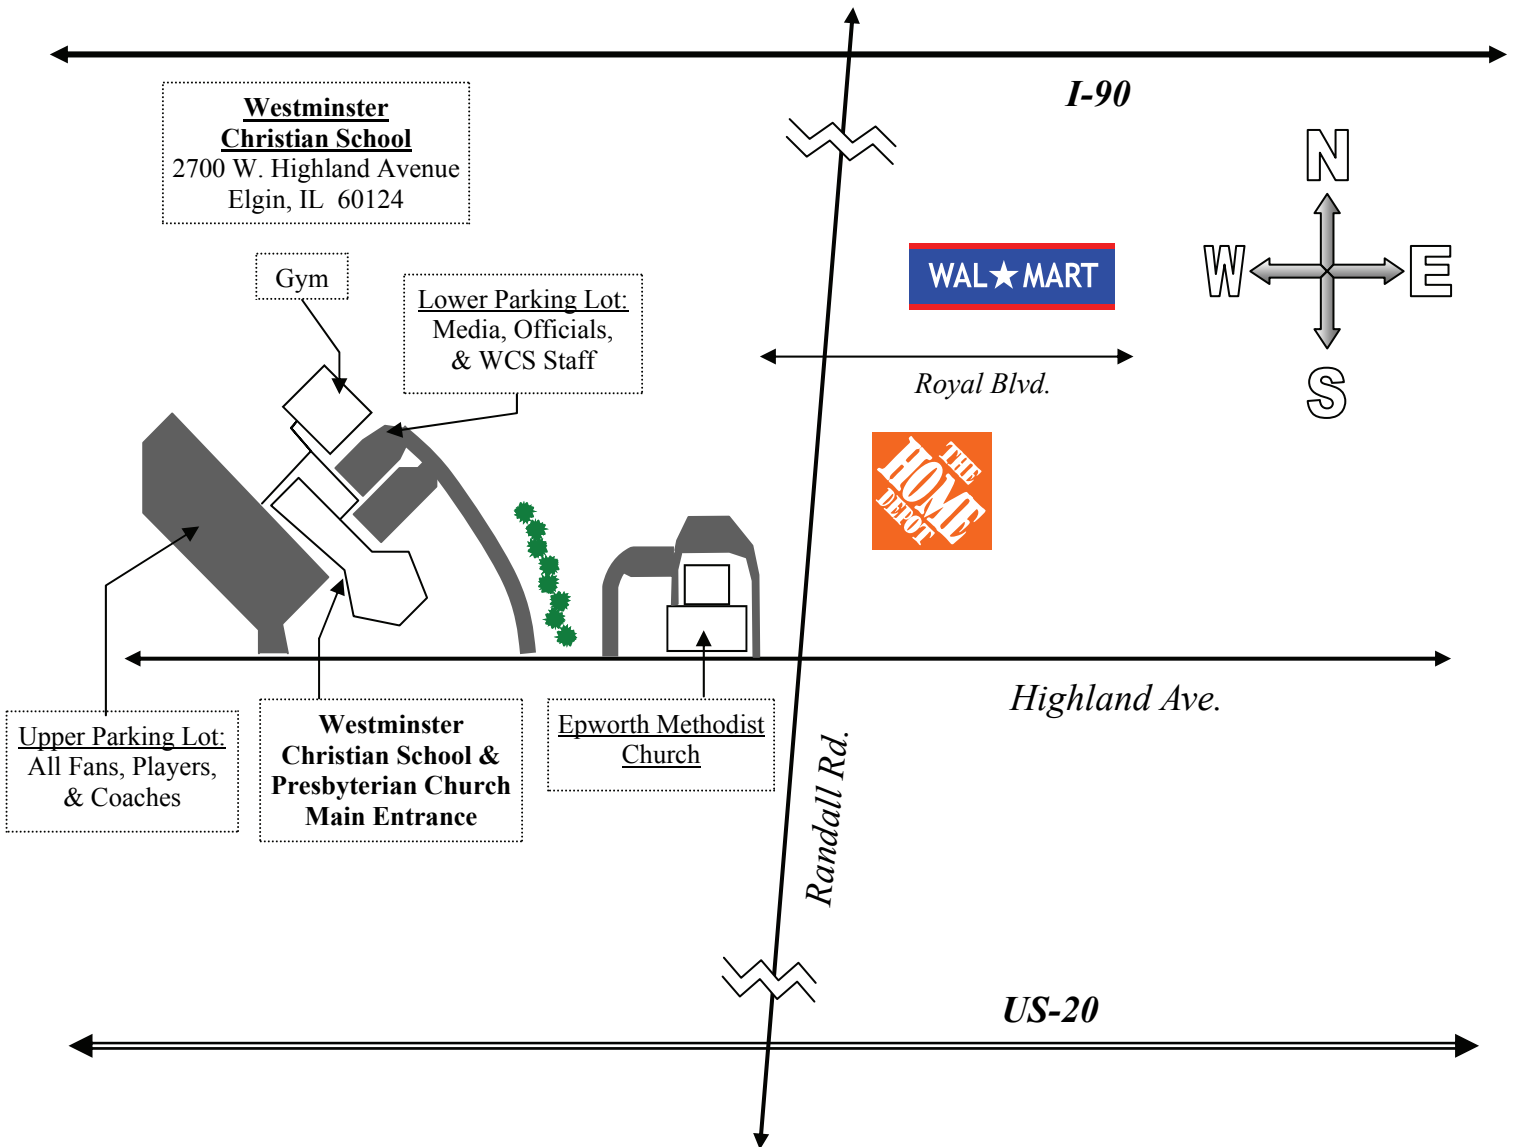 I-90
Westminster
Christian School
2700 W. Highland Avenue
Elgin, IL  60124
N
W
E
S
WAL★MART
Gym
Lower Parking Lot:
Media, Officials,
& WCS Staff
Royal Blvd.
THE
HOME
DEPOT
Highland Ave.
Upper Parking Lot:
All Fans, Players,
& Coaches
Westminster
Christian School &
Presbyterian Church
Main Entrance
Epworth Methodist
Church
Randall Rd.
US-20